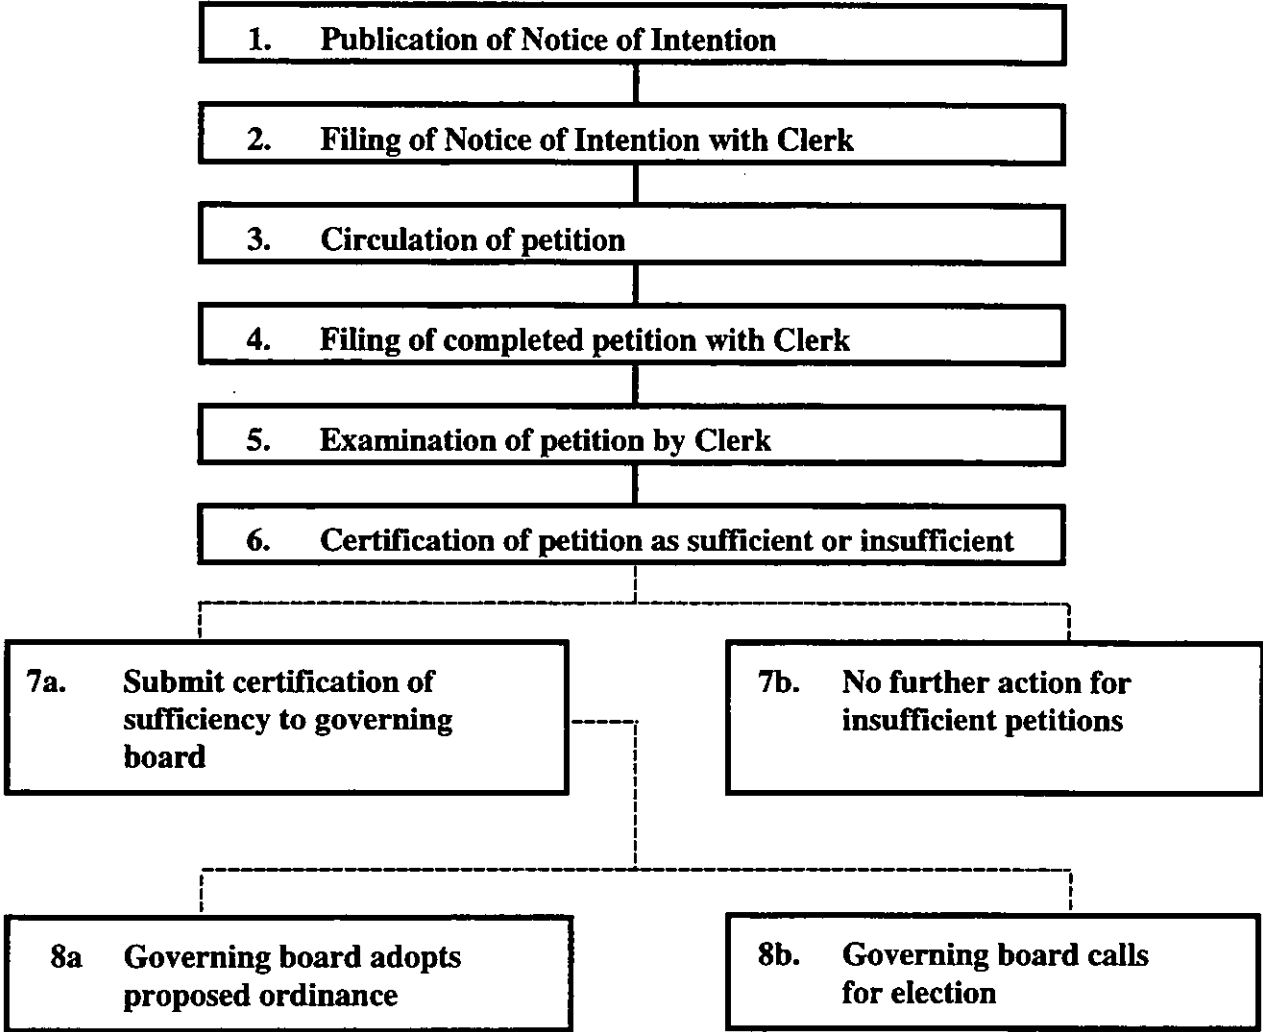 1. Publication of Notice of Intention
2. Filing of Notice of Intention with Clerk
3. Circulation of petition
4. Filing of completed petition with Clerk
5. Examination of petition by Clerk
6. Certification of petition as sufficient or insufficient
7a. Submit certification of
sufficiency to governing
board
7b. No further action for
insufficient petitions
8a Governing board adopts
proposed ordinance
8b. Governing board calls
for election